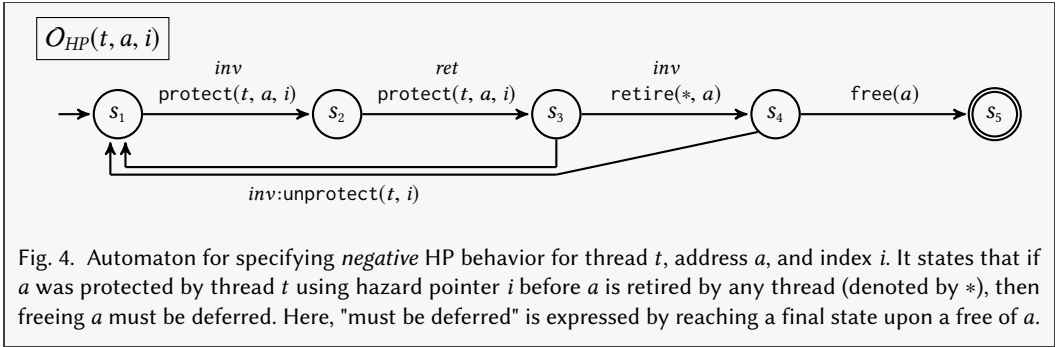 O_HP(t, a, i)
inv
protect(t, a, i)
ret
protect(t, a, i)
inv
retire(*, a)
free(a)
s₁
s₂
s₃
s₄
s₅
inv:unprotect(t, i)
Fig. 4. Automaton for specifying negative HP behavior for thread t, address a, and index i. It states that if
a was protected by thread t using hazard pointer i before a is retired by any thread (denoted by *), then
freeing a must be deferred. Here, "must be deferred" is expressed by reaching a final state upon a free of a.